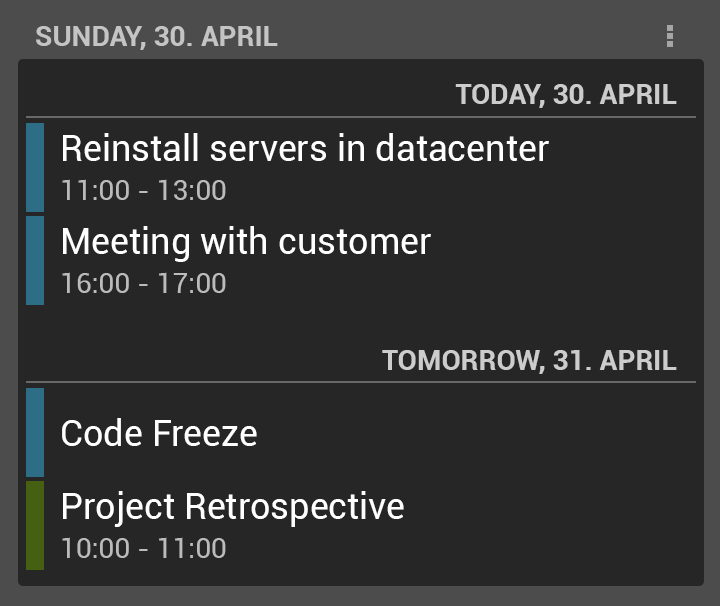 SUNDAY, 30. APRIL
TODAY, 30. APRIL
Reinstall servers in datacenter
11:00 - 13:00
Meeting with customer
16:00 - 17:00
TOMORROW, 31. APRIL
Code Freeze
Project Retrospective
10:00 - 11:00